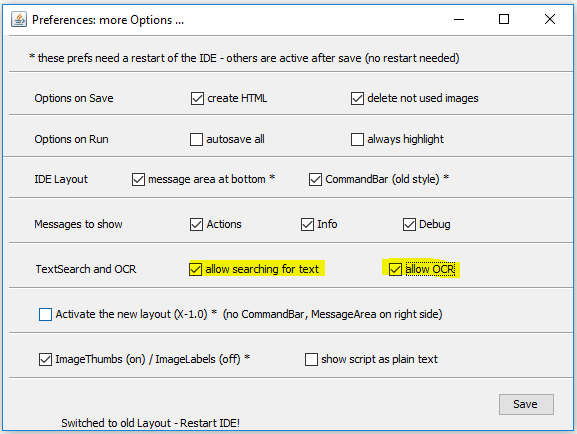 Preferences: more Options ...
* these prefs need a restart of the IDE - others are active after save (no restart needed)
Options on Save create HTML delete not used images
Options on Run autosave all always highlight
IDE Layout message area at bottom * CommandBar (old style) *
Messages to show Actions Info Debug
TextSearch and OCR allow searching for text allow OCR
Activate the new layout (X-1.0) * (no CommandBar, MessageArea on right side)
ImageThumbs (on) / ImageLabels (off) * show script as plain text
Save
Switched to old Layout - Restart IDE!